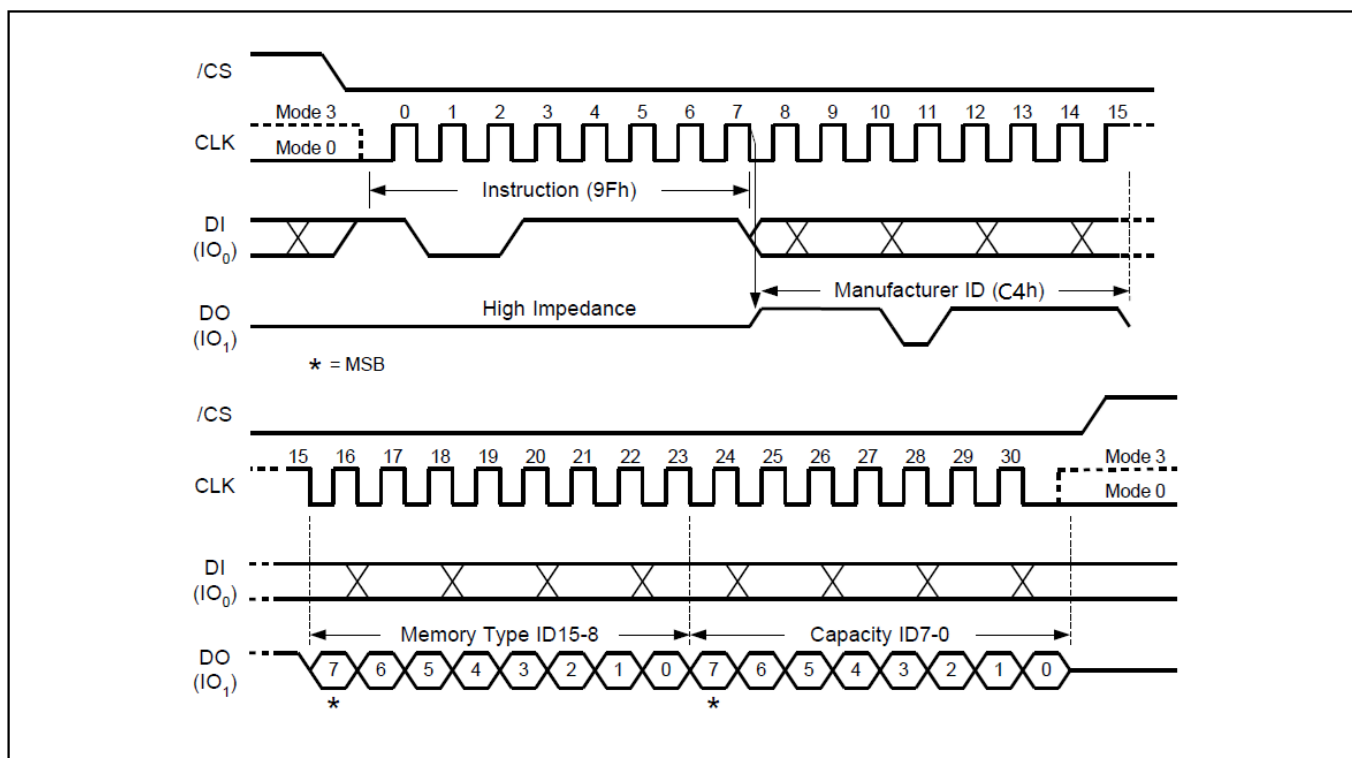 /CS
Mode 3 0 1 2 3 4 5 6 7 8 9 10 11 12 13 14 15
CLK
Mode 0
Instruction (9Fh)
DI
(IO0)
Manufacturer ID (C4h)
DO High Impedance
(IO1)
* = MSB
/CS
15 16 17 18 19 20 21 22 23 24 25 26 27 28 29 30 Mode 3
CLK
Mode 0
DI
(IO0)
Memory Type ID15-8 Capacity ID7-0
DO 7 6 5 4 3 2 1 0 7 6 5 4 3 2 1 0
(IO1)
* *